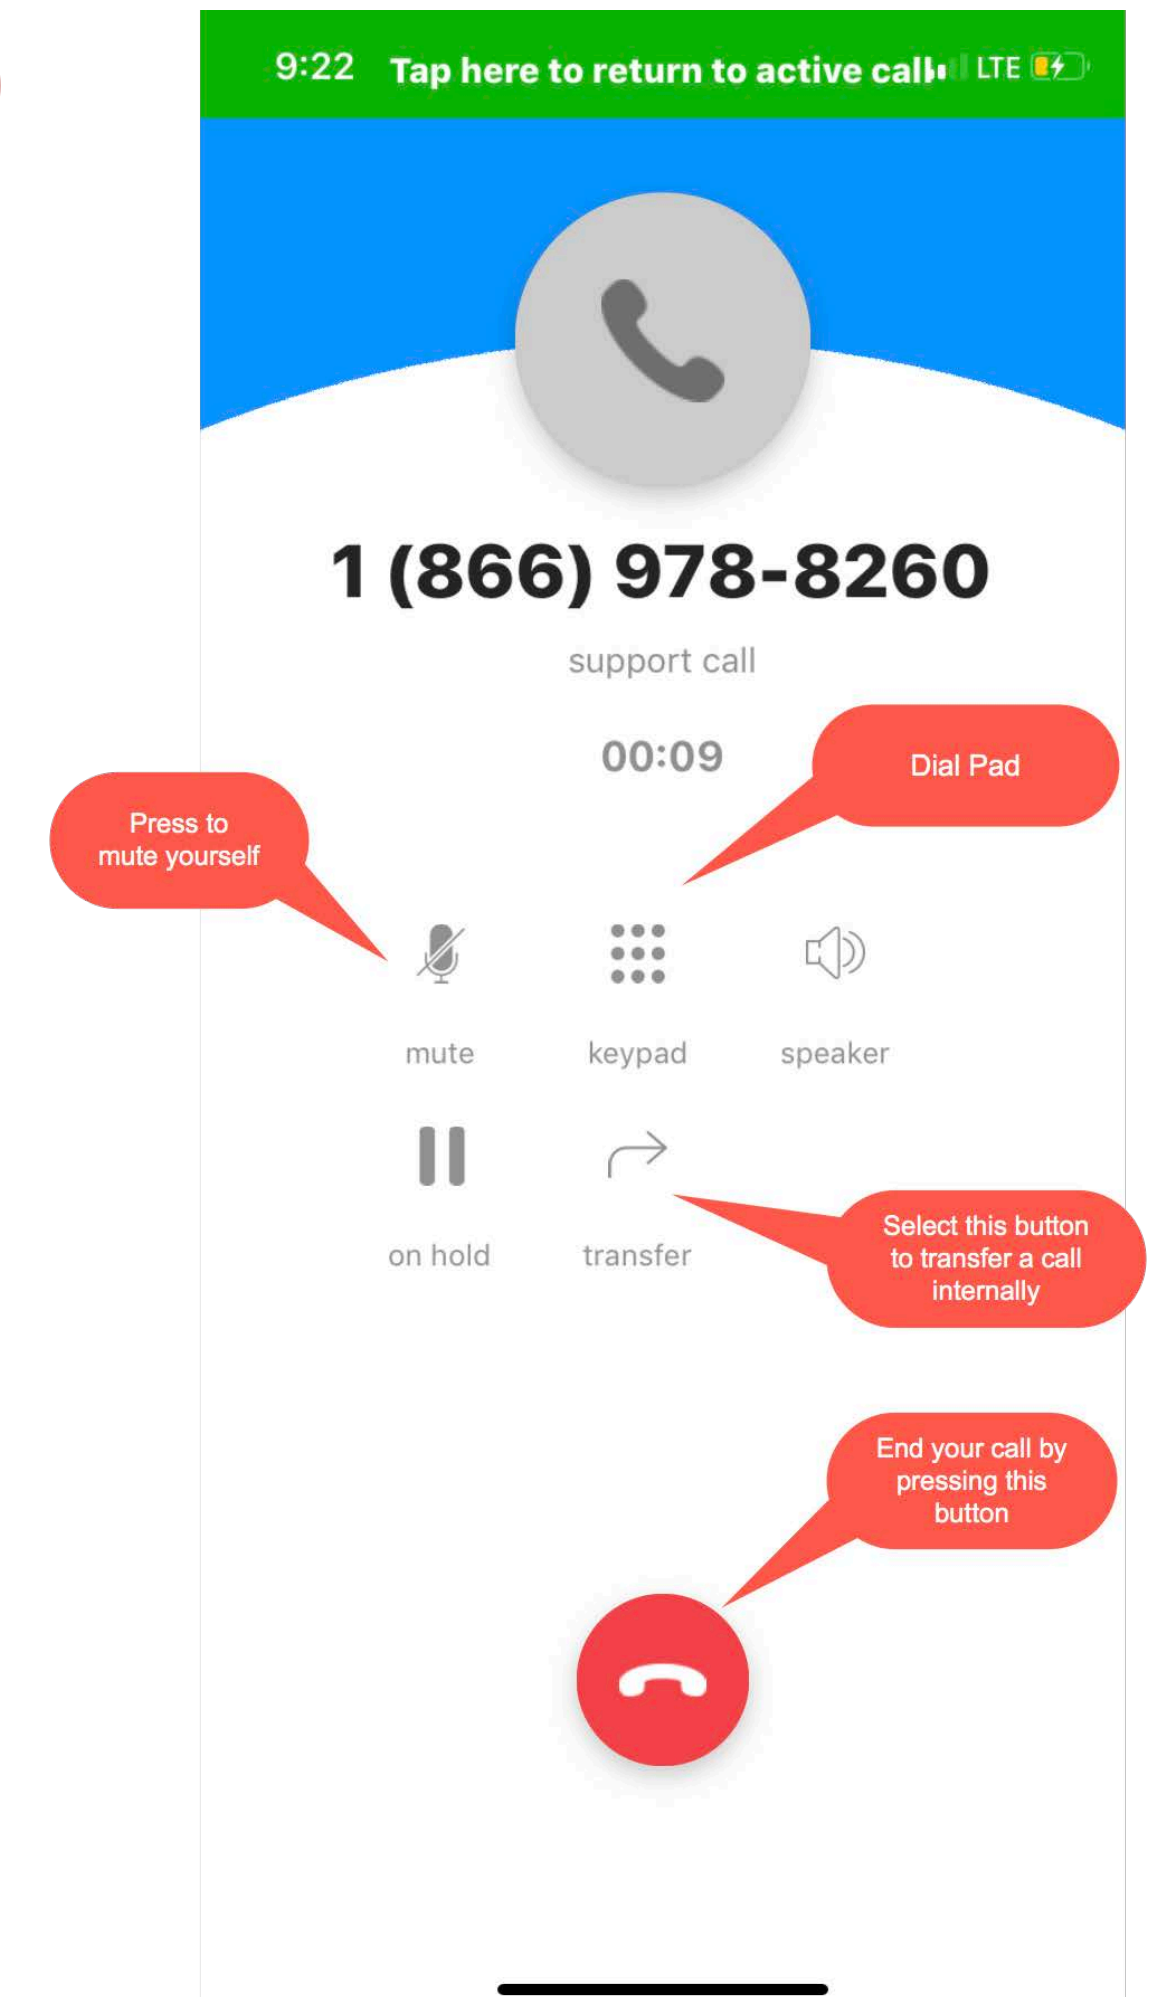 9:22 Tap here to return to active call LTE
1 (866) 978-8260
support call
00:09
Dial Pad
Press to
mute yourself
mute keypad speaker
on hold transfer
Select this button
to transfer a call
internally
End your call by
pressing this
button